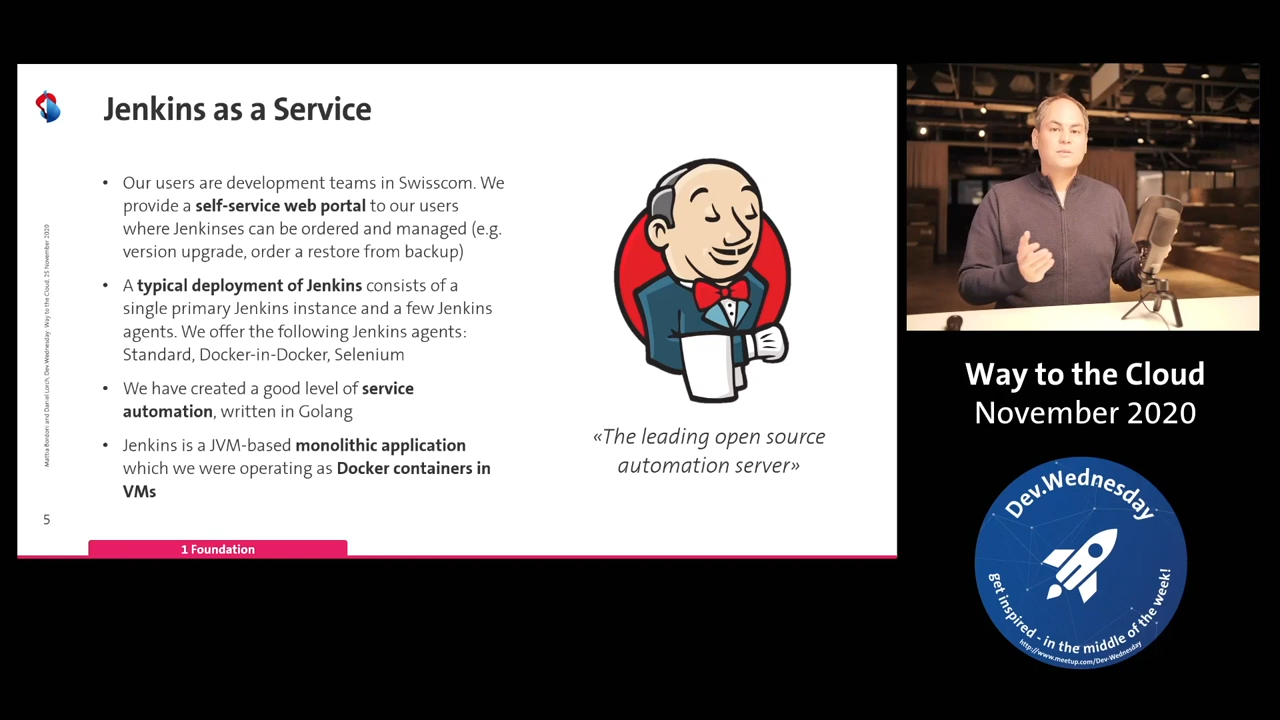 Jenkins as a Service
• Our users are development teams in Swisscom. We
provide a self-service web portal to our users
where Jenkinses can be ordered and managed (e.g.
version upgrade, order a restore from backup)
• A typical deployment of Jenkins consists of a
single primary Jenkins instance and a few Jenkins
agents. We offer the following Jenkins agents:
Standard, Docker-in-Docker, Selenium
• We have created a good level of service
automation, written in Golang
• Jenkins is a JVM-based monolithic application
which we were operating as Docker containers in
VMs
«The leading open source
automation server»
Mattia Bordoni and Daniel Lorch, Dev.Wednesday: Way to the Cloud, 25 November 2020
5
1 Foundation
Way to the Cloud
November 2020
Dev.Wednesday
get inspired - in the middle of the week!
http://www.meetup.com/Dev-Wednesday